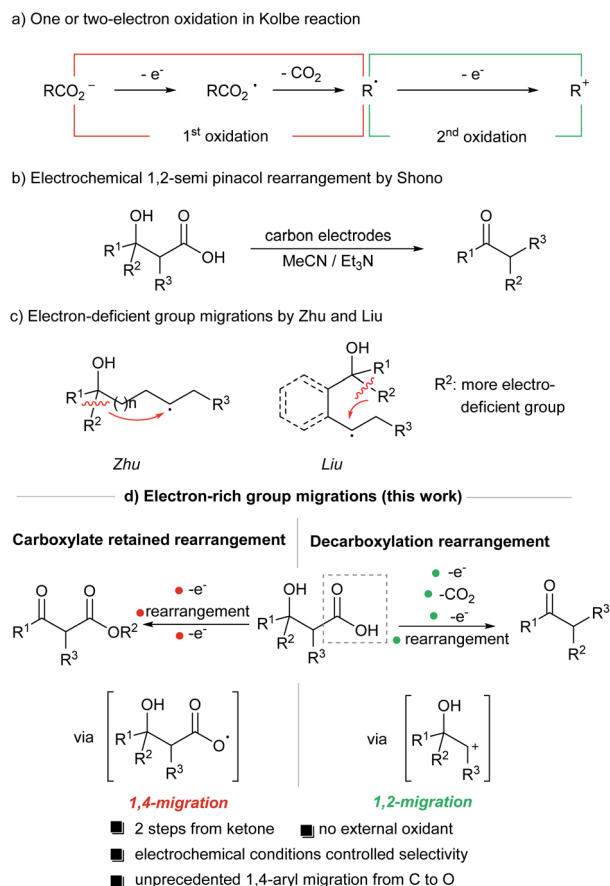 a) One or two-electron oxidation in Kolbe reaction
RCO₂⁻ - e⁻ RCO₂• - CO₂ R• - e⁻ R⁺
1st oxidation 2nd oxidation
b) Electrochemical 1,2-semi pinacol rearrangement by Shono
OH O O
R¹ OH carbon electrodes R¹ R³
R² R³ MeCN / Et₃N R²
c) Electron-deficient group migrations by Zhu and Liu
OH OH
R¹ ( )n R³ R¹ R² R²: more electro-
R² R³ deficient group
Zhu Liu
d) Electron-rich group migrations (this work)
Carboxylate retained rearrangement Decarboxylation rearrangement
O O -e⁻ OH O -e⁻ O
R¹ OR² rearrangement R¹ OH -CO₂ R¹ R³
R³ -e⁻ R² R³ -e⁻ R²
rearrangement
via OH O via OH
R¹ O• R¹ +
R² R³ R² R³
1,4-migration 1,2-migration
2 steps from ketone no external oxidant
electrochemical conditions controlled selectivity
unprecedented 1,4-aryl migration from C to O